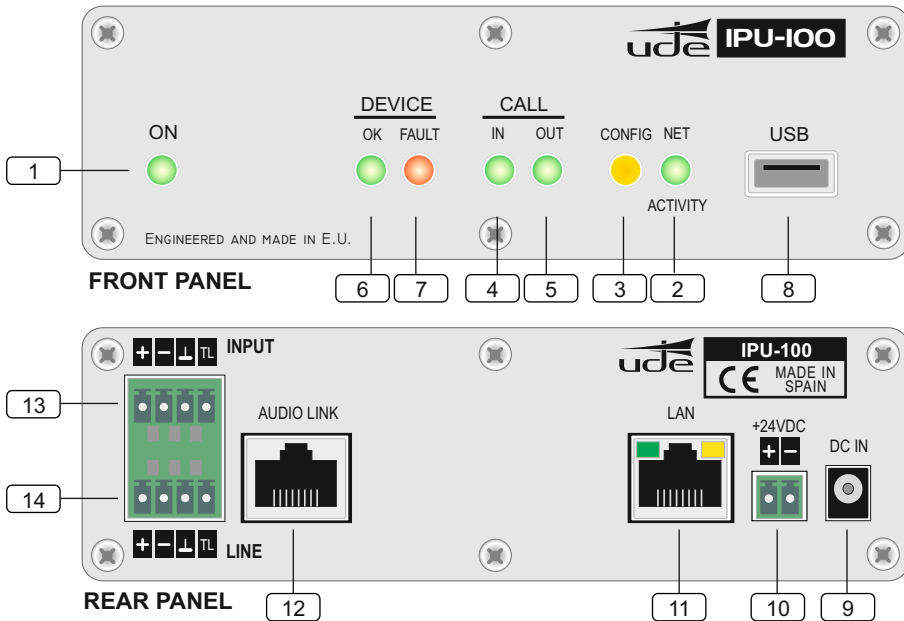 ude IPU-100
DEVICE CALL
ON OK FAULT IN OUT CONFIG NET USB
1
ACTIVITY
ENGINEERED AND MADE IN E.U.
FRONT PANEL
6 7 4 5 3 2 8
+ − ⊥ TL INPUT
ude IPU-100
CE MADE IN
SPAIN
13
AUDIO LINK
LAN
+24VDC
+ −
DC IN
14
+ − ⊥ TL LINE
REAR PANEL
12 11 10 9